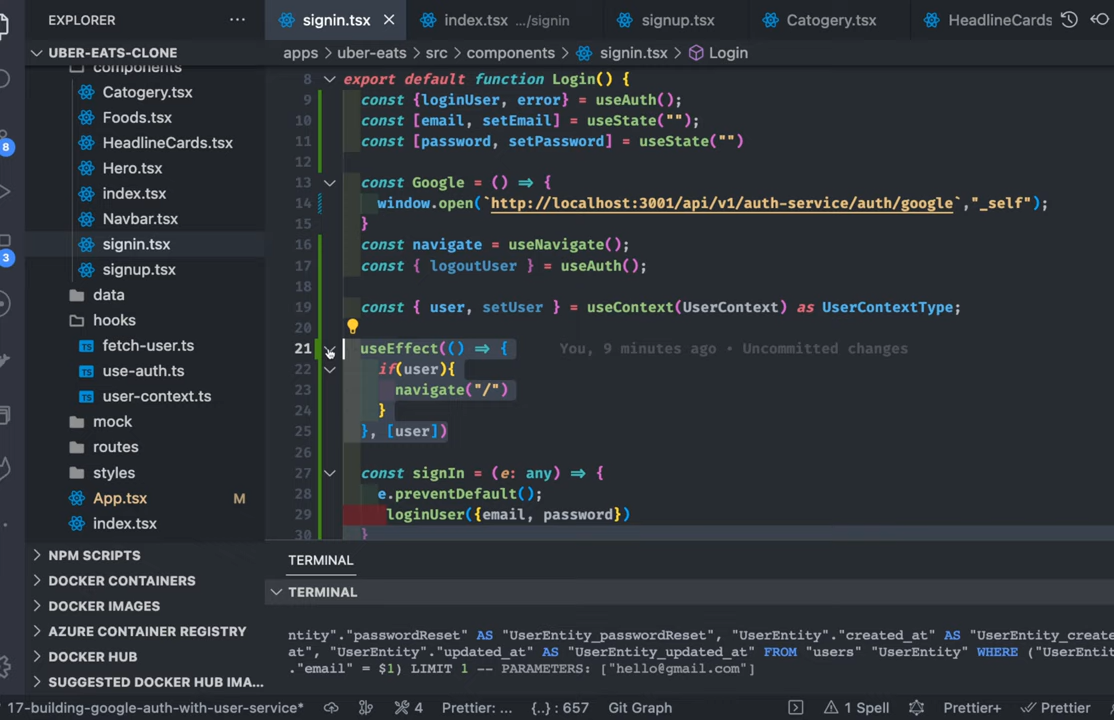 EXPLORER
signin.tsx
index.tsx .../signin
signup.tsx
Catogery.tsx
HeadlineCards
UBER-EATS-CLONE
apps > uber-eats > src > components > signin.tsx > Login
components
Catogery.tsx
Foods.tsx
HeadlineCards.tsx
Hero.tsx
index.tsx
Navbar.tsx
signin.tsx
signup.tsx
data
hooks
fetch-user.ts
use-auth.ts
user-context.ts
mock
routes
styles
App.tsx M
index.tsx
NPM SCRIPTS
DOCKER CONTAINERS
DOCKER IMAGES
AZURE CONTAINER REGISTRY
DOCKER HUB
SUGGESTED DOCKER HUB IMA...
8
3
8 export default function Login() {
9 const {loginUser, error} = useAuth();
10 const [email, setEmail] = useState("");
11 const [password, setPassword] = useState("")
12
13 const Google = () => {
14 window.open(`http://localhost:3001/api/v1/auth-service/auth/google`,"_self");
15 }
16 const navigate = useNavigate();
17 const { logoutUser } = useAuth();
18
19 const { user, setUser } = useContext(UserContext) as UserContextType;
20
21 useEffect(() => { You, 9 minutes ago • Uncommitted changes
22 if(user){
23 navigate("/")
24 }
25 }, [user])
26
27 const signIn = (e: any) => {
28 e.preventDefault();
29 loginUser({email, password})
30 }
TERMINAL
TERMINAL
ntity"."passwordReset" AS "UserEntity_passwordReset", "UserEntity"."created_at" AS "UserEntity_create
at", "UserEntity"."updated_at" AS "UserEntity_updated_at" FROM "users" "UserEntity" WHERE ("UserEntit
."email" = $1) LIMIT 1 -- PARAMETERS: ["hello@gmail.com"]
17-building-google-auth-with-user-service* 4 Prettier: ... {..} : 657 Git Graph 1 Spell Prettier+ Prettier